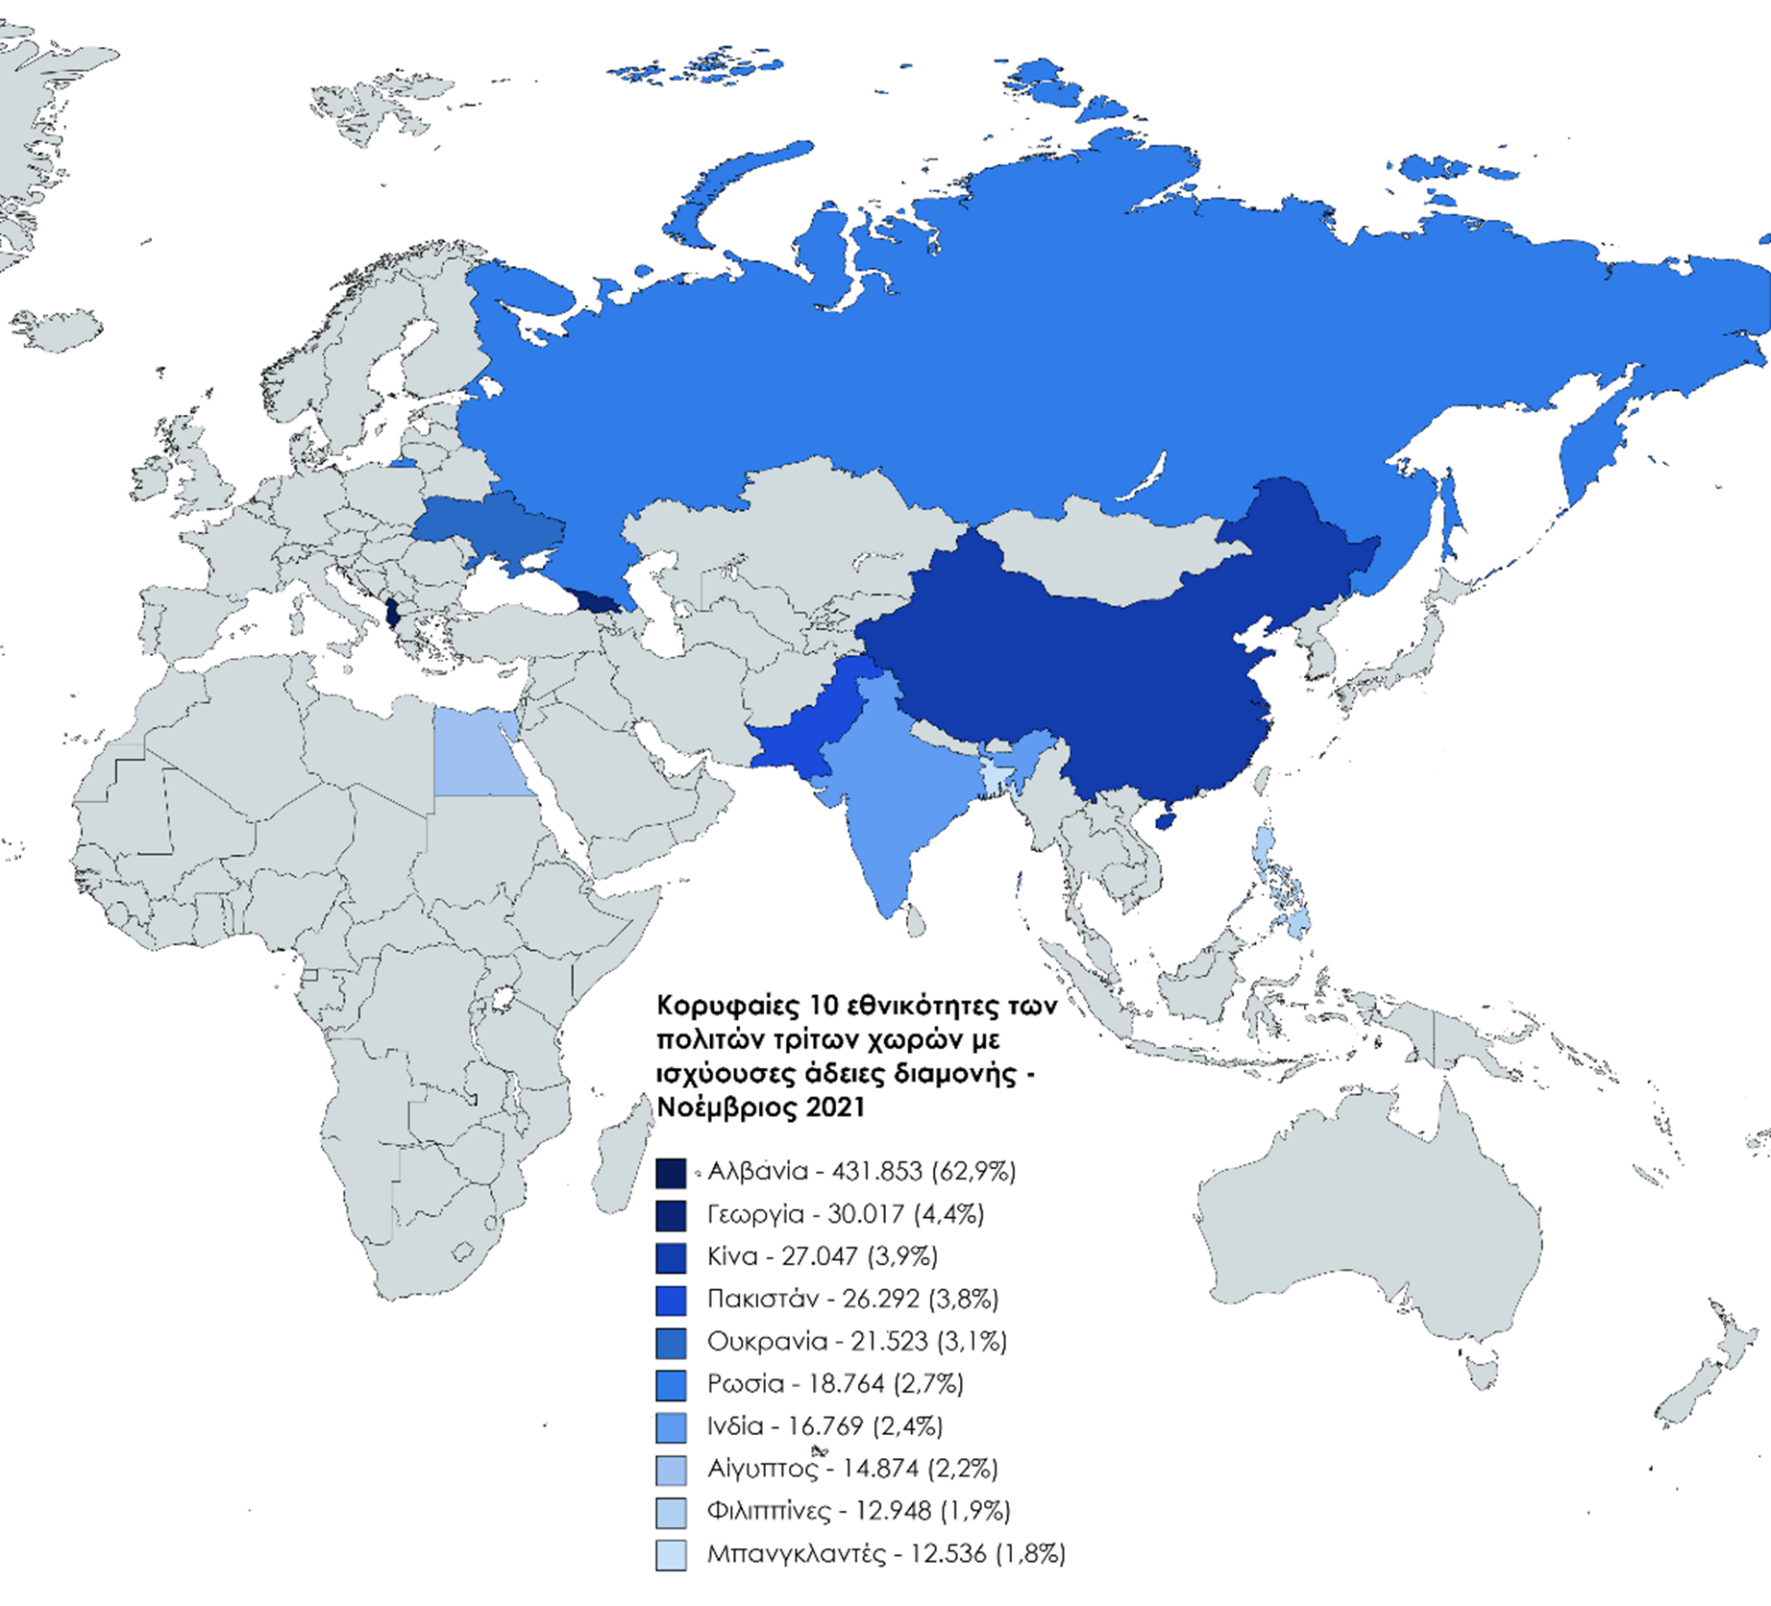 Κορυφαίες 10 εθνικότητες των
πολιτών τρίτων χωρών με
ισχύουσες άδειες διαμονής -
Νοέμβριος 2021
Αλβανία - 431.853 (62,9%)
Γεωργία - 30.017 (4,4%)
Κίνα - 27.047 (3,9%)
Πακιστάν - 26.292 (3,8%)
Ουκρανία - 21.523 (3,1%)
Ρωσία - 18.764 (2,7%)
Ινδία - 16.769 (2,4%)
Αίγυπτος - 14.874 (2,2%)
Φιλιππίνες - 12.948 (1,9%)
Μπανγκλαντές - 12.536 (1,8%)